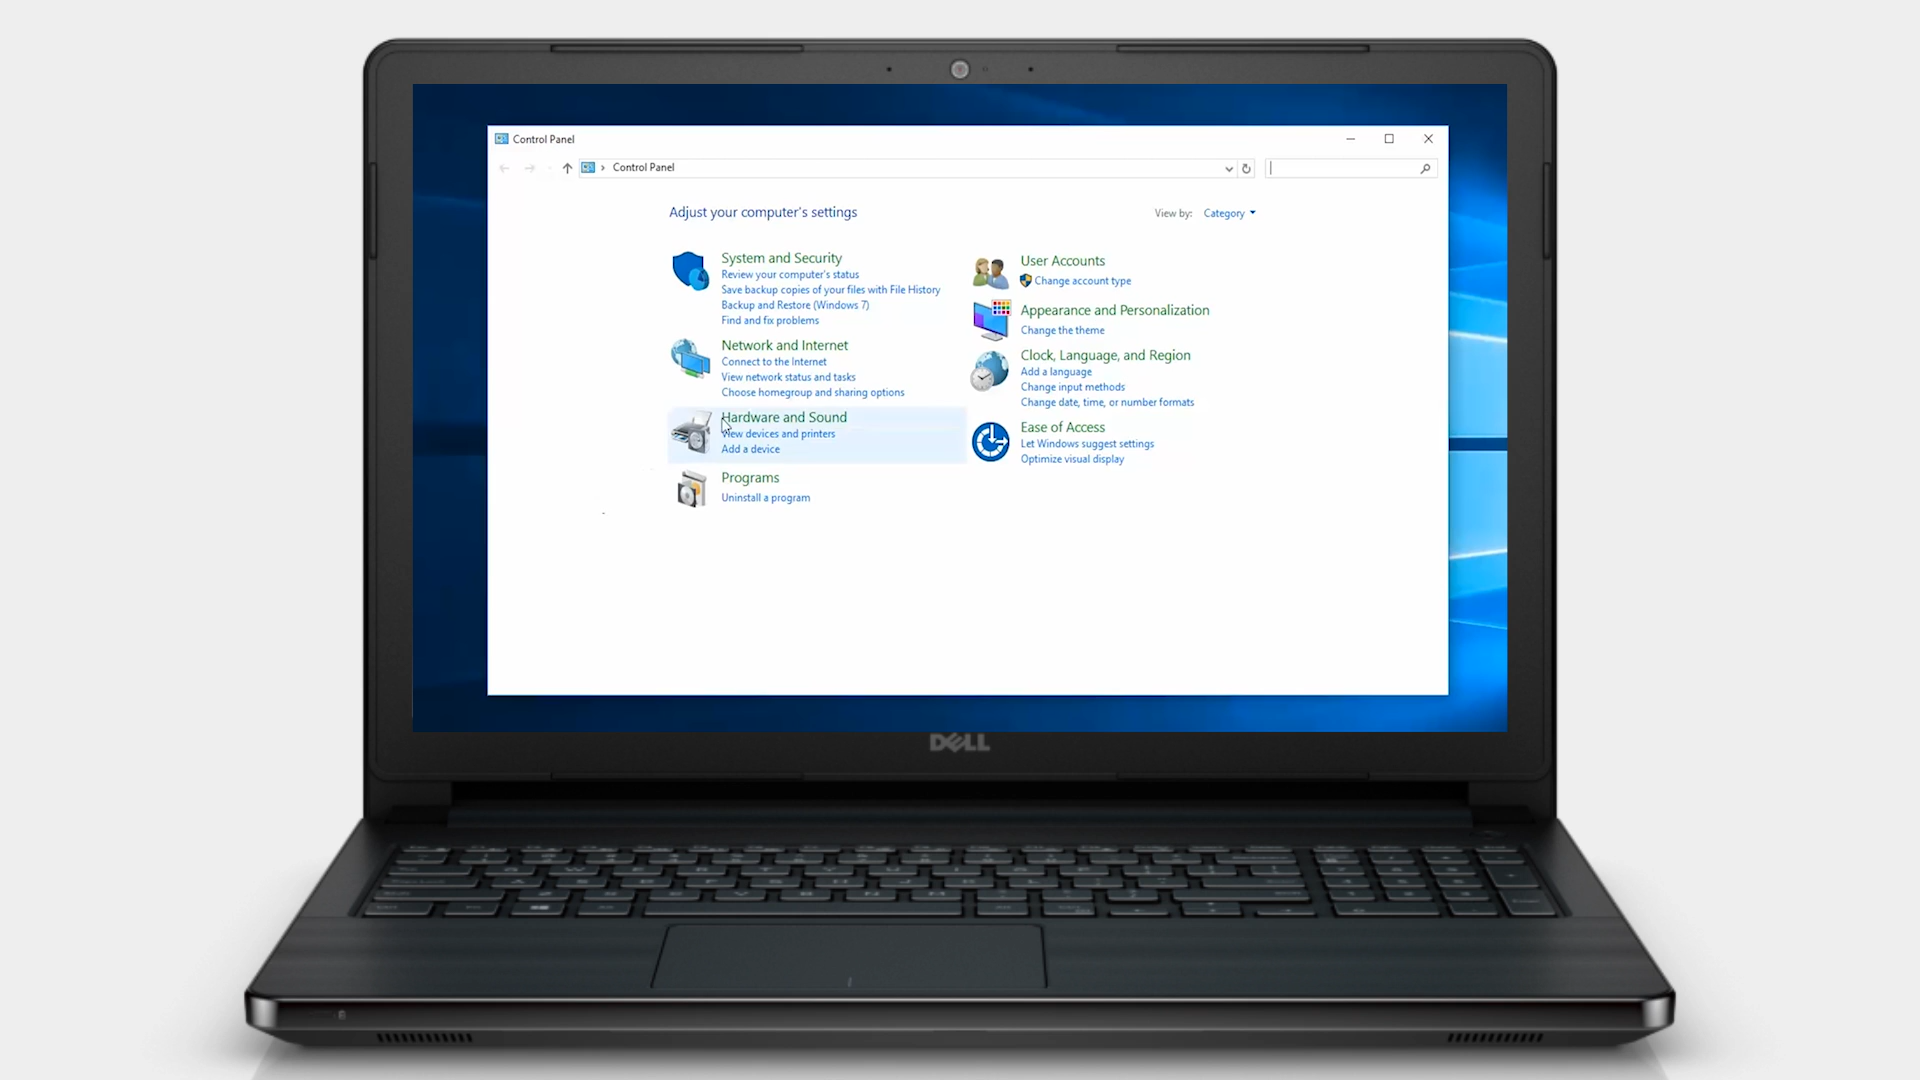 Control Panel
Control Panel
Adjust your computer's settings
View by: Category
System and Security
Review your computer's status
Save backup copies of your files with File History
Backup and Restore (Windows 7)
Find and fix problems
Network and Internet
Connect to the Internet
View network status and tasks
Choose homegroup and sharing options
Hardware and Sound
View devices and printers
Add a device
Programs
Uninstall a program
User Accounts
Change account type
Appearance and Personalization
Change the theme
Clock, Language, and Region
Add a language
Change input methods
Change date, time, or number formats
Ease of Access
Let Windows suggest settings
Optimize visual display
DELL